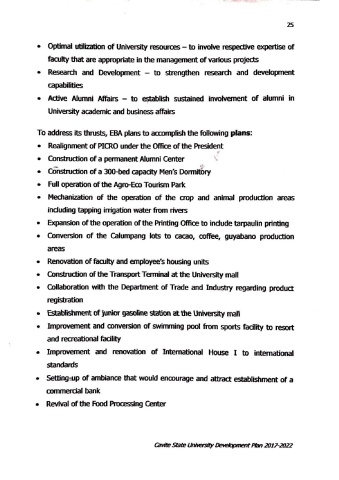 25
• Optimal utilization of University resources – to involve respective expertise of
faculty that are appropriate in the management of various projects
• Research and Development – to strengthen research and development
capabilities
• Active Alumni Affairs – to establish sustained involvement of alumni in
University academic and business affairs
To address its thrusts, EBA plans to accomplish the following plans:
• Realignment of PICRO under the Office of the President
• Construction of a permanent Alumni Center
• Construction of a 300-bed capacity Men's Dormitory
• Full operation of the Agro-Eco Tourism Park
• Mechanization of the operation of the crop and animal production areas
including tapping irrigation water from rivers
• Expansion of the operation of the Printing Office to include tarpaulin printing
• Conversion of the Calumpang lots to cacao, coffee, guyabano production
areas
• Renovation of faculty and employee's housing units
• Construction of the Transport Terminal at the University mall
• Collaboration with the Department of Trade and Industry regarding product
registration
• Establishment of junior gasoline station at the University mall
• Improvement and conversion of swimming pool from sports facility to resort
and recreational facility
• Improvement and renovation of International House I to international
standards
• Setting-up of ambiance that would encourage and attract establishment of a
commercial bank
• Revival of the Food Processing Center
Cavite State University Development Plan 2017-2022